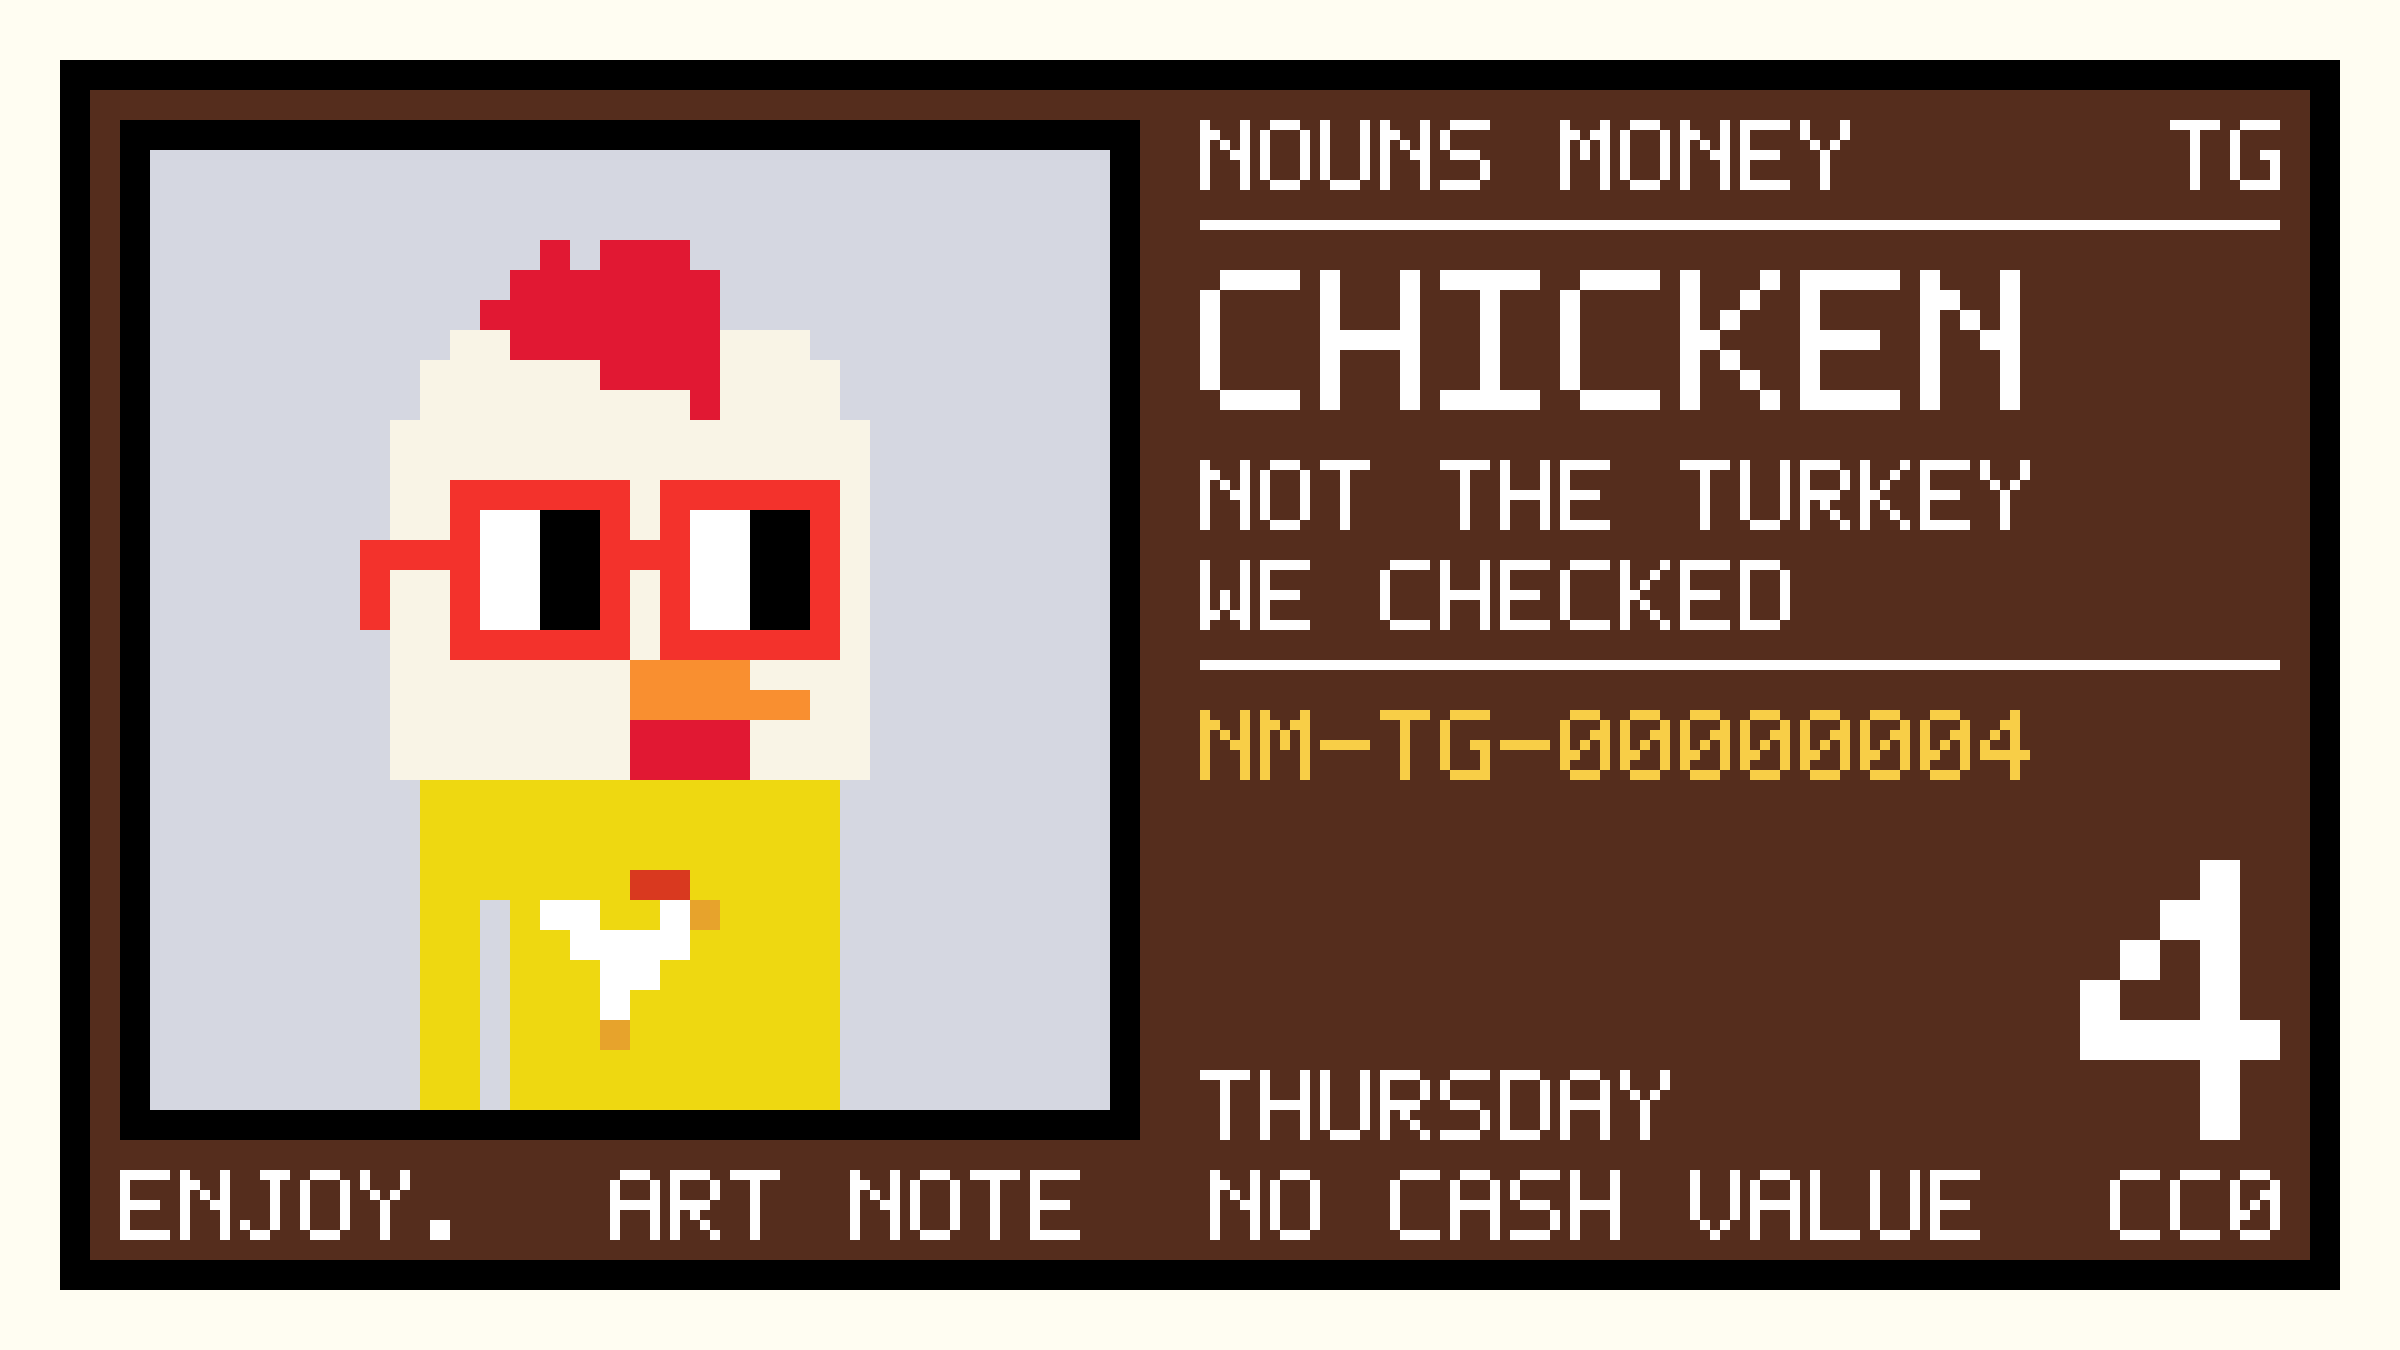 NOUNS MONEY TG
CHICKEN
NOT THE TURKEY
WE CHECKED
NM-TG-00000004
4
THURSDAY
ENJOY. ART NOTE NO CASH VALUE CC0